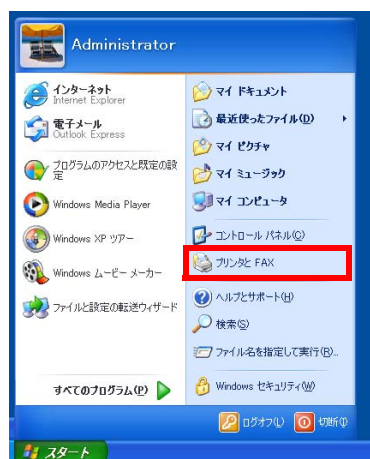 Administrator
インターネット
Internet Explorer
電子メール
Outlook Express
プログラムのアクセスと既定の設
定
Windows Media Player
Windows XP ツアー
Windows ムービー メーカー
ファイルと設定の転送ウィザード
すべてのプログラム(P)
マイ ドキュメント
最近使ったファイル(D)
マイ ピクチャ
マイ ミュージック
マイ コンピュータ
コントロール パネル(C)
プリンタと FAX
ヘルプとサポート(H)
検索(S)
ファイル名を指定して実行(R)...
Windows セキュリティ(W)
ログオフ(L)
切断(I)
スタート